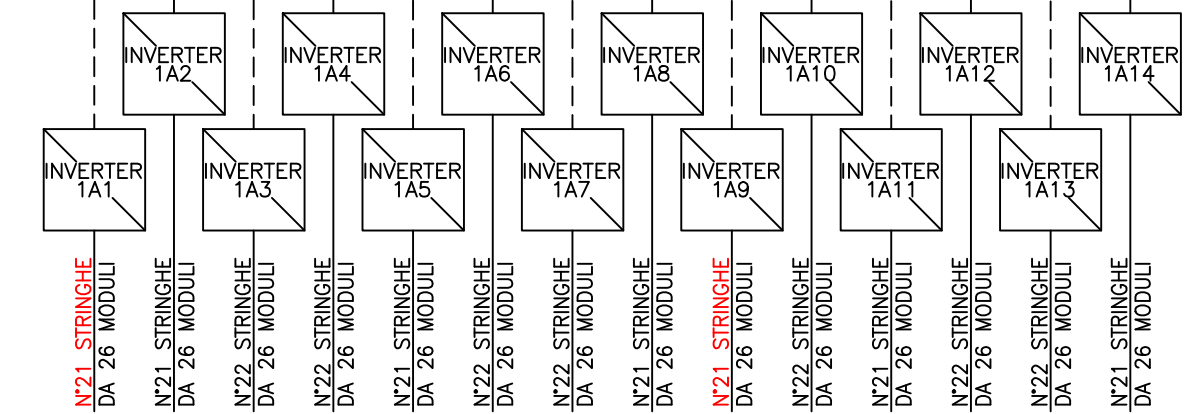 INVERTER
1A2
INVERTER
1A4
INVERTER
1A6
INVERTER
1A8
INVERTER
1A10
INVERTER
1A12
INVERTER
1A14
INVERTER
1A1
INVERTER
1A3
INVERTER
1A5
INVERTER
1A7
INVERTER
1A9
INVERTER
1A11
INVERTER
1A13
N°21 STRINGHE
DA 26 MODULI
N°21 STRINGHE
DA 26 MODULI
N°22 STRINGHE
DA 26 MODULI
N°22 STRINGHE
DA 26 MODULI
N°21 STRINGHE
DA 26 MODULI
N°22 STRINGHE
DA 26 MODULI
N°22 STRINGHE
DA 26 MODULI
N°21 STRINGHE
DA 26 MODULI
N°21 STRINGHE
DA 26 MODULI
N°22 STRINGHE
DA 26 MODULI
N°21 STRINGHE
DA 26 MODULI
N°22 STRINGHE
DA 26 MODULI
N°22 STRINGHE
DA 26 MODULI
N°21 STRINGHE
DA 26 MODULI